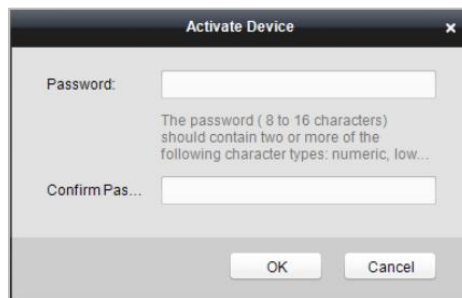 Activate Device
Password:
The password ( 8 to 16 characters)
should contain two or more of the
following character types: numeric, low...
Confirm Pas...
OK Cancel